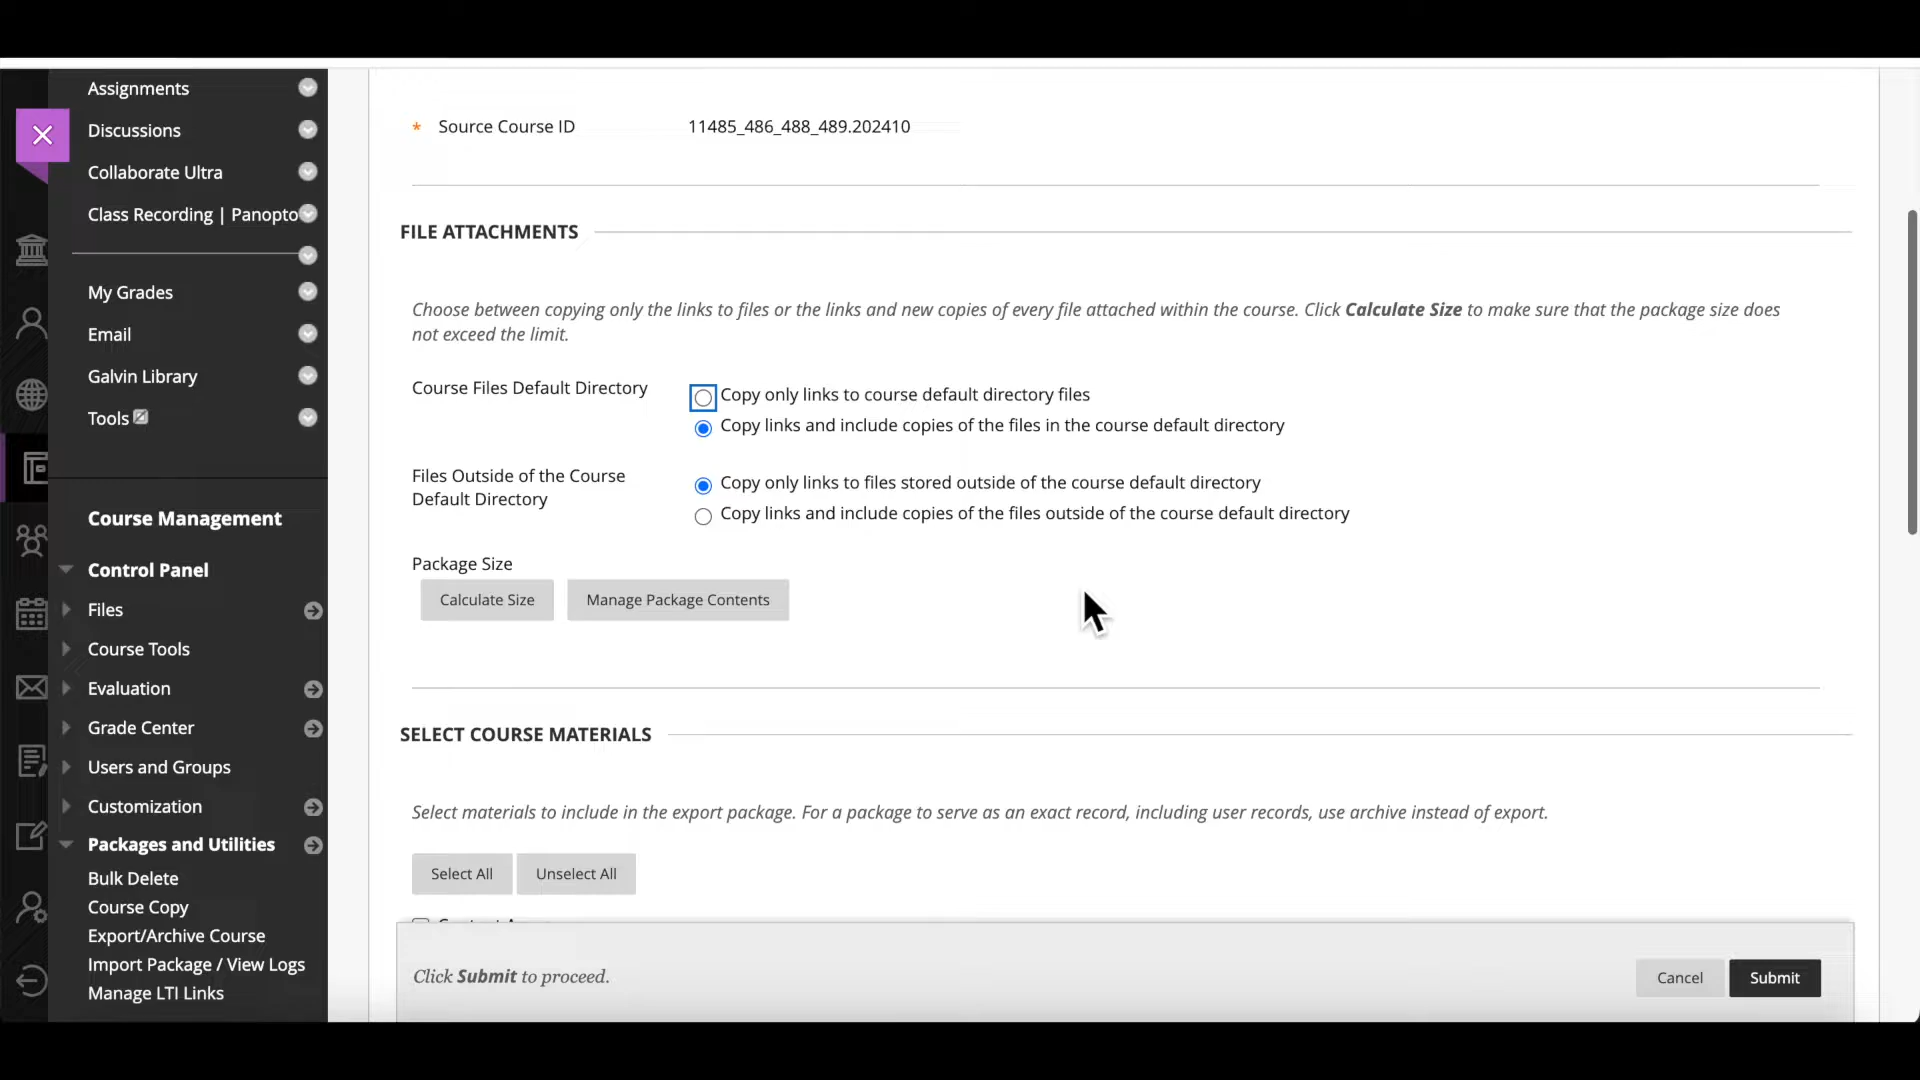 Assignments
Discussions
Collaborate Ultra
Class Recording | Panopto
My Grades
Email
Galvin Library
Tools
Course Management
Control Panel
Files
Course Tools
Evaluation
Grade Center
Users and Groups
Customization
Packages and Utilities
Bulk Delete
Course Copy
Export/Archive Course
Import Package / View Logs
Manage LTI Links
* Source Course ID 11485_486_488_489.202410
FILE ATTACHMENTS
Choose between copying only the links to files or the links and new copies of every file attached within the course. Click Calculate Size to make sure that the package size does
not exceed the limit.
Course Files Default Directory
Copy only links to course default directory files
Copy links and include copies of the files in the course default directory
Files Outside of the Course
Default Directory
Copy only links to files stored outside of the course default directory
Copy links and include copies of the files outside of the course default directory
Package Size
Calculate Size Manage Package Contents
SELECT COURSE MATERIALS
Select materials to include in the export package. For a package to serve as an exact record, including user records, use archive instead of export.
Select All Unselect All
Click Submit to proceed.
Cancel Submit